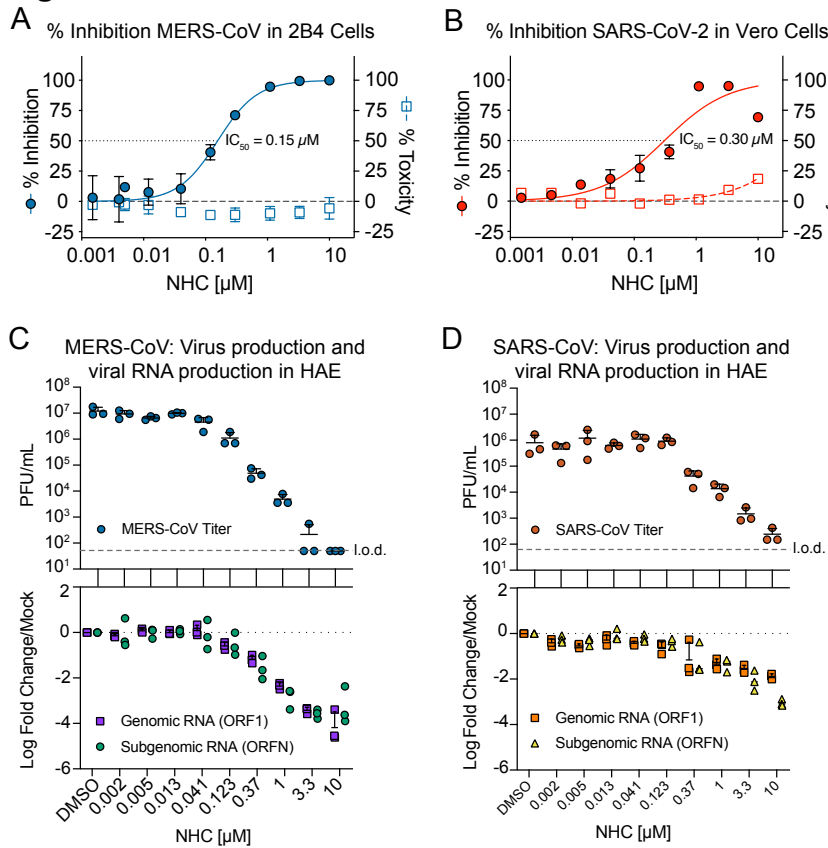 A
% Inhibition MERS-CoV in 2B4 Cells
100
75
50
25
0
-25
% Inhibition
100
75
50
25
0
-25
% Toxicity
IC50 = 0.15 µM
0.001
0.01
0.1
1
10
NHC [µM]
B
% Inhibition SARS-CoV-2 in Vero Cells
100
75
50
25
0
-25
% Inhibition
100
75
50
25
0
-25
IC50 = 0.30 µM
0.001
0.01
0.1
1
10
NHC [µM]
C
MERS-CoV: Virus production and
viral RNA production in HAE
10^8
10^7
10^6
10^5
10^4
10^3
10^2
10^1
PFU/mL
MERS-CoV Titer
l.o.d.
2
0
-2
-4
-6
Log Fold Change/Mock
Genomic RNA (ORF1)
Subgenomic RNA (ORFN)
DMSO
0.002
0.005
0.013
0.041
0.123
0.37
1
3.3
10
NHC [µM]
D
SARS-CoV: Virus production and
viral RNA production in HAE
10^8
10^7
10^6
10^5
10^4
10^3
10^2
10^1
PFU/mL
SARS-CoV Titer
l.o.d.
2
0
-2
-4
-6
Log Fold Change/Mock
Genomic RNA (ORF1)
Subgenomic RNA (ORFN)
DMSO
0.002
0.005
0.013
0.041
0.123
0.37
1
3.3
10
NHC [µM]